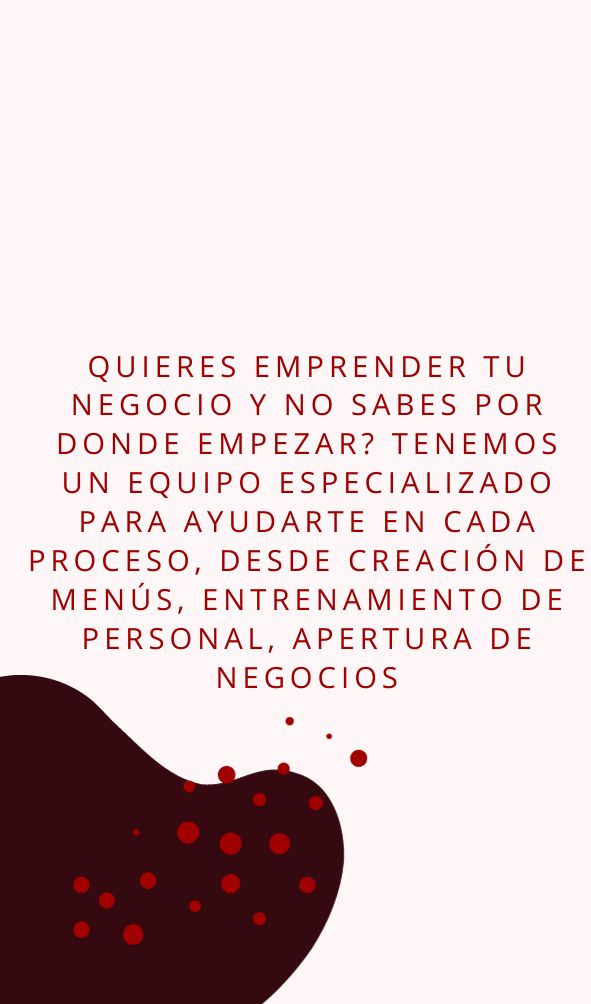 QUIERES EMPRENDER TU
NEGOCIO Y NO SABES POR
DONDE EMPEZAR? TENEMOS
UN EQUIPO ESPECIALIZADO
PARA AYUDARTE EN CADA
PROCESO, DESDE CREACIÓN DE
MENÚS, ENTRENAMIENTO DE
PERSONAL, APERTURA DE
NEGOCIOS